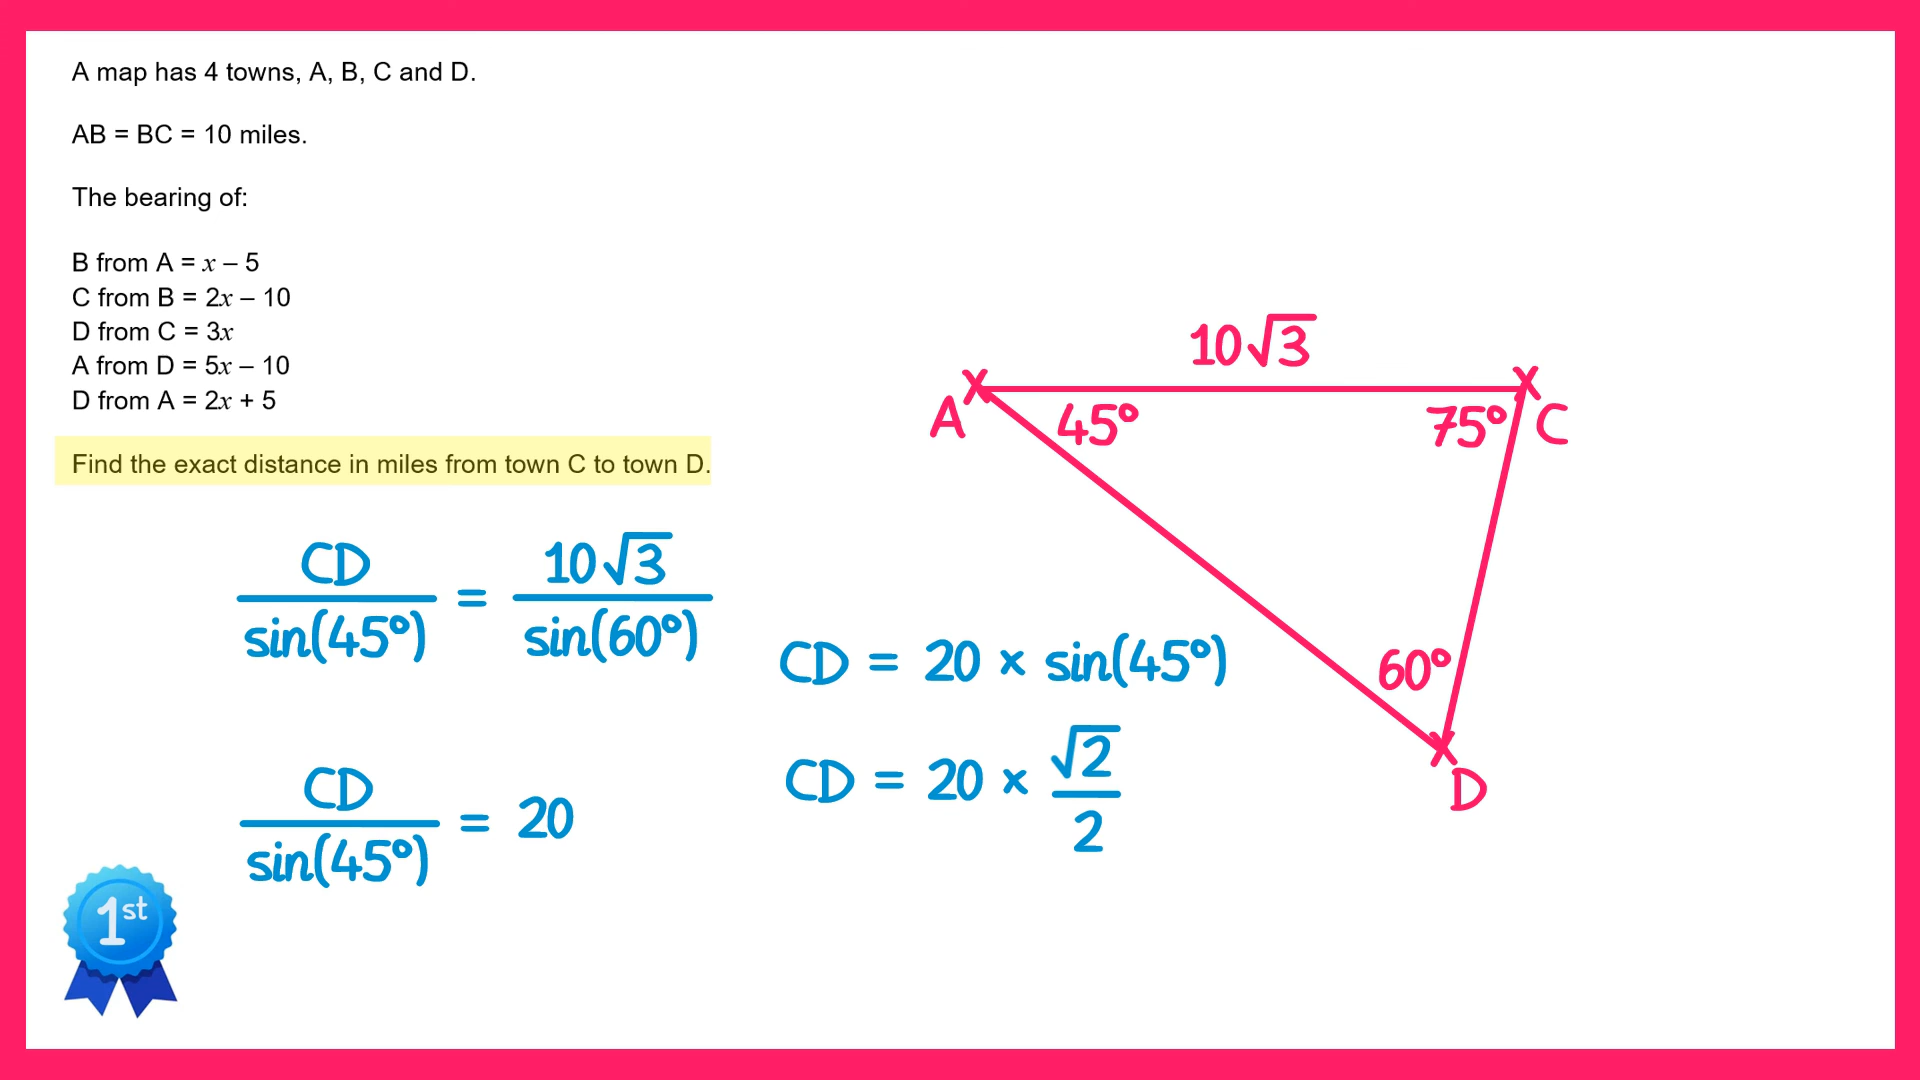 A map has 4 towns, A, B, C and D.
AB = BC = 10 miles.
The bearing of:
B from A = x – 5
C from B = 2x – 10
D from C = 3x
A from D = 5x – 10
D from A = 2x + 5
Find the exact distance in miles from town C to town D.
CD/sin(45°) = 10√3/sin(60°)
CD/sin(45°) = 20
CD = 20 × sin(45°)
CD = 20 × √2/2
10√3
A 45° 75° C
60°
D
1st